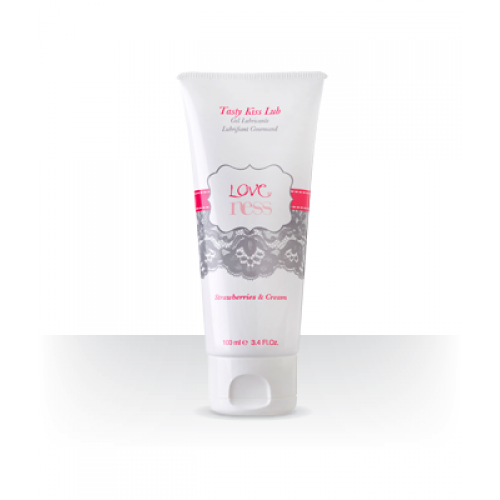 Tasty Kiss Lub
Gel Lubricante
Lubrifiant Gourmand
LOVE
ness
Strawberries & Cream
100 ml e 3.4 Fl.Oz.